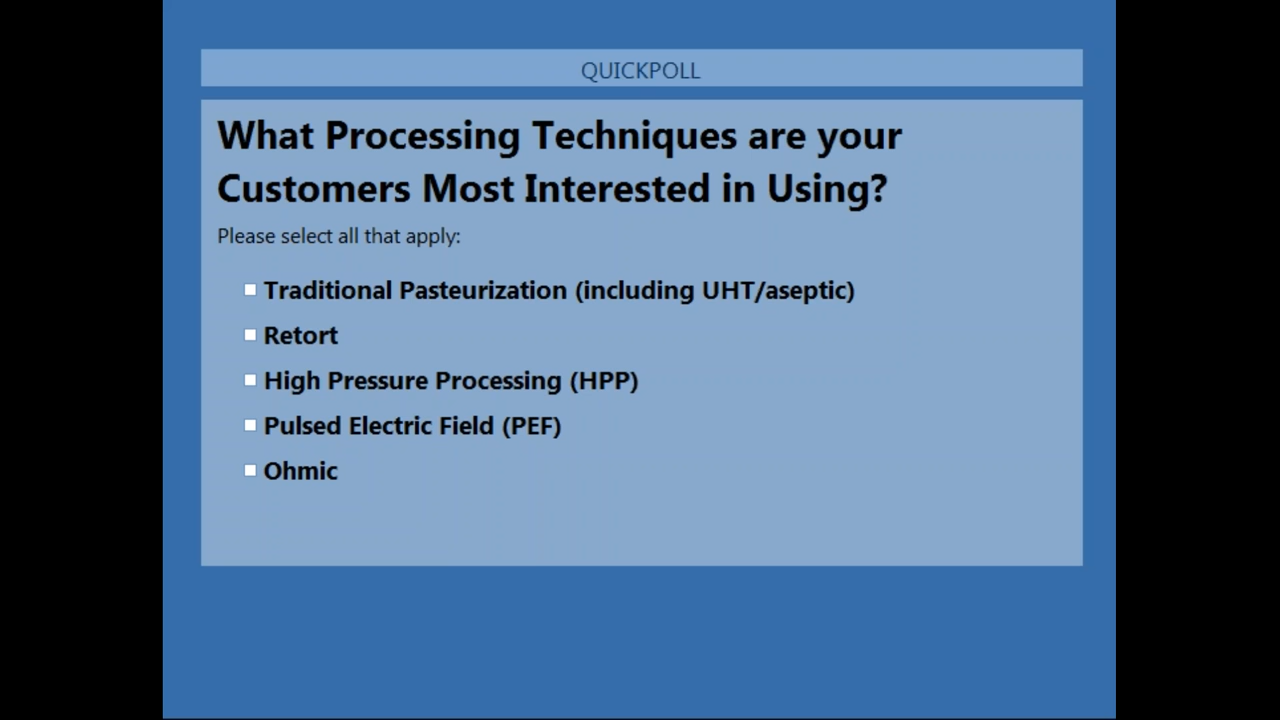 QUICKPOLL
What Processing Techniques are your
Customers Most Interested in Using?
Please select all that apply:
Traditional Pasteurization (including UHT/aseptic)
Retort
High Pressure Processing (HPP)
Pulsed Electric Field (PEF)
Ohmic